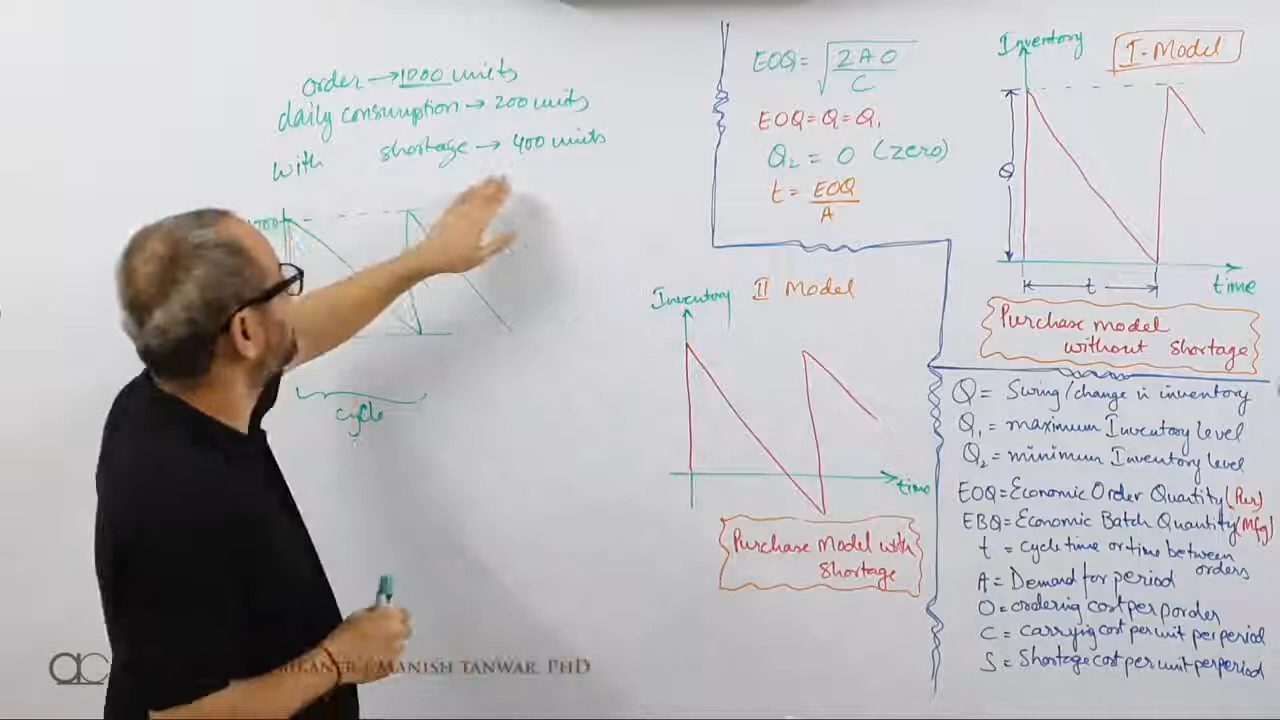 order → 1000 units
daily consumption → 200 units
with shortage → 400 units
cycle
EOQ = √2AO/C
EOQ = Q = Q₁
Q₂ = 0 (zero)
t = EOQ/A
Inventory
I-Model
Q
t
time
Purchase model
without shortage
Inventory
II Model
time
Purchase Model with
shortage
Q = Swing/change in inventory
Q₁ = maximum Inventory level
Q₂ = minimum Inventory level
EOQ = Economic Order Quantity (Pur)
EBQ = Economic Batch Quantity (Mfg)
t = cycle time or time between
orders
A = Demand for period
O = ordering cost per porder
C = carrying cost per unit per period
S = Shortage cost per unit per period
MANISH TANWAR, PHD